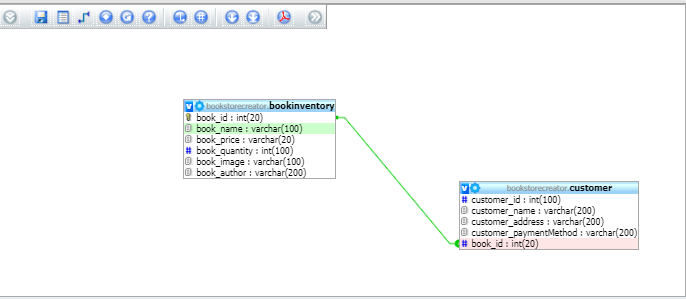 bookstorecreator.bookinventory
book_id : int(20)
book_name : varchar(100)
book_price : varchar(20)
book_quantity : int(100)
book_image : varchar(100)
book_author : varchar(200)
bookstorecreator.customer
customer_id : int(100)
customer_name : varchar(200)
customer_address : varchar(200)
customer_paymentMethod : varchar(200)
book_id : int(20)